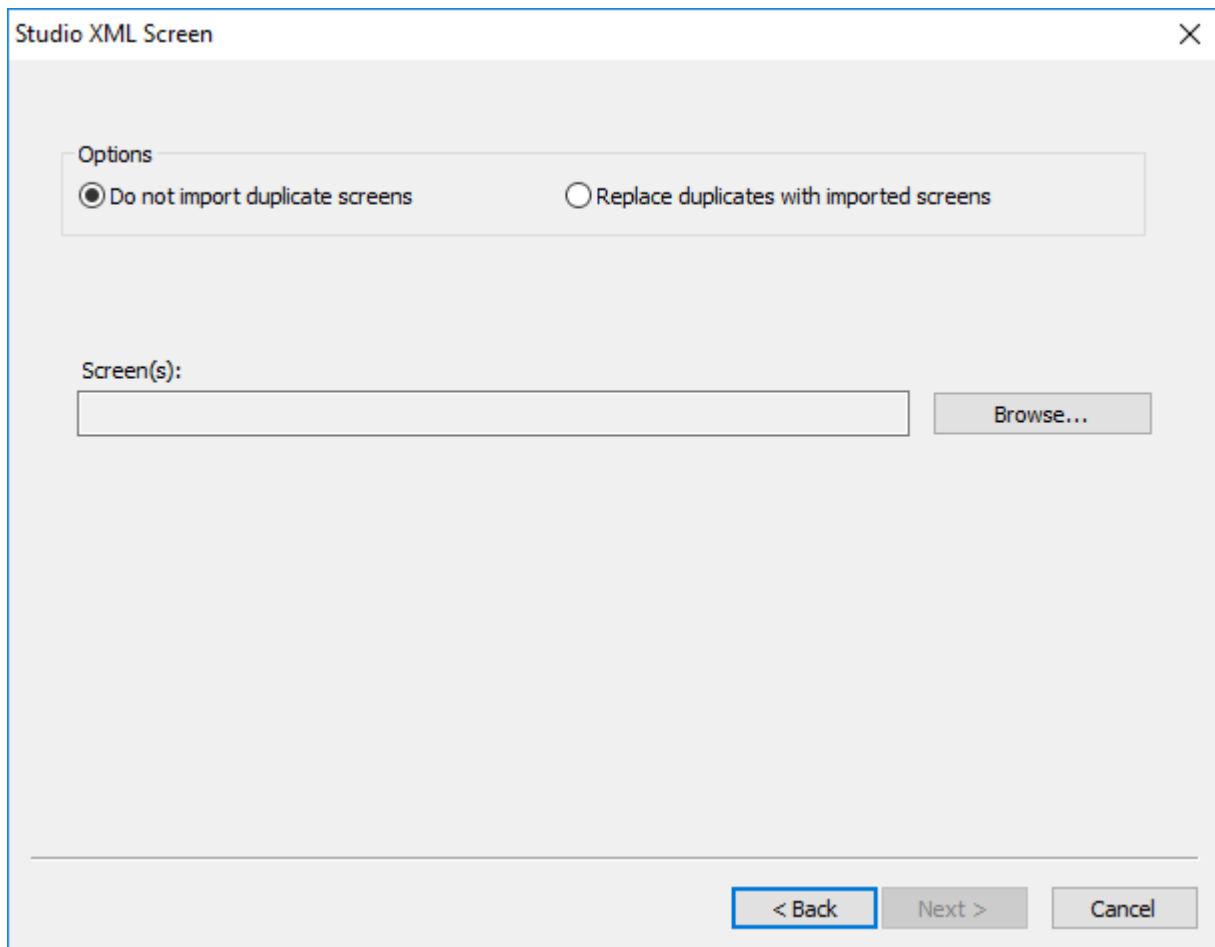 Studio XML Screen
Options
Do not import duplicate screens
Replace duplicates with imported screens
Screen(s):
Browse...
< Back
Next >
Cancel